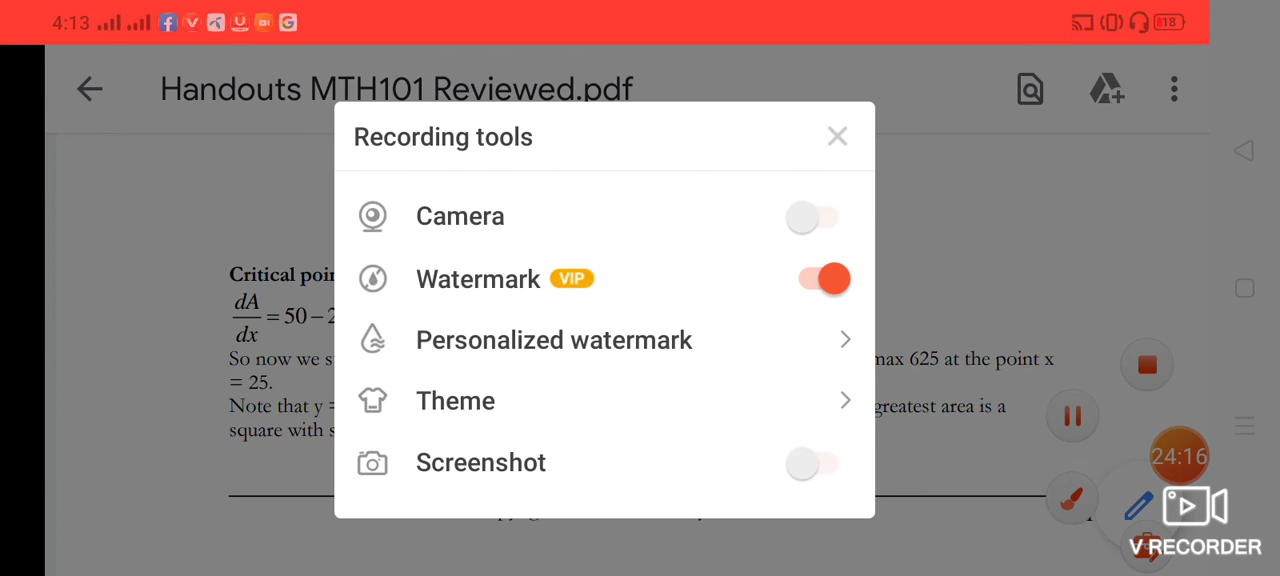 4:13
18
Handouts MTH101 Reviewed.pdf
Recording tools
Camera
Watermark VIP
Personalized watermark
Theme
Screenshot
Critical poi
dA
dx
= 50 – 2
So now we s
max 625 at the point x
= 25.
Note that y =
greatest area is a
square with s
24:16
V RECORDER